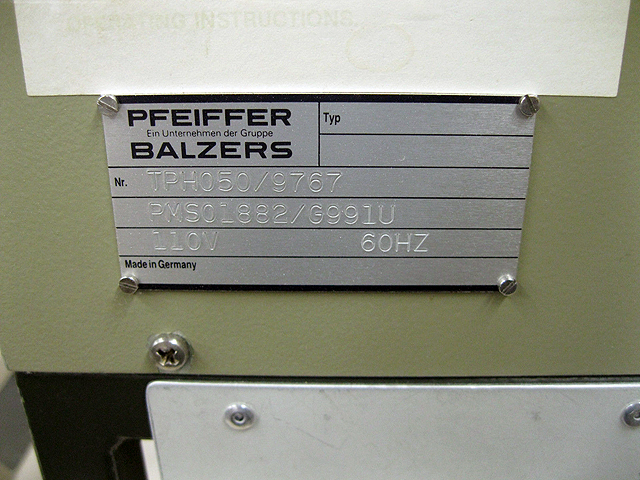 OPERATING INSTRUCTIONS.
PFEIFFER
Ein Unternehmen der Gruppe
BALZERS
Typ
Nr. TPH050/9767
PMS01882/G991U
110V 60HZ
Made in Germany